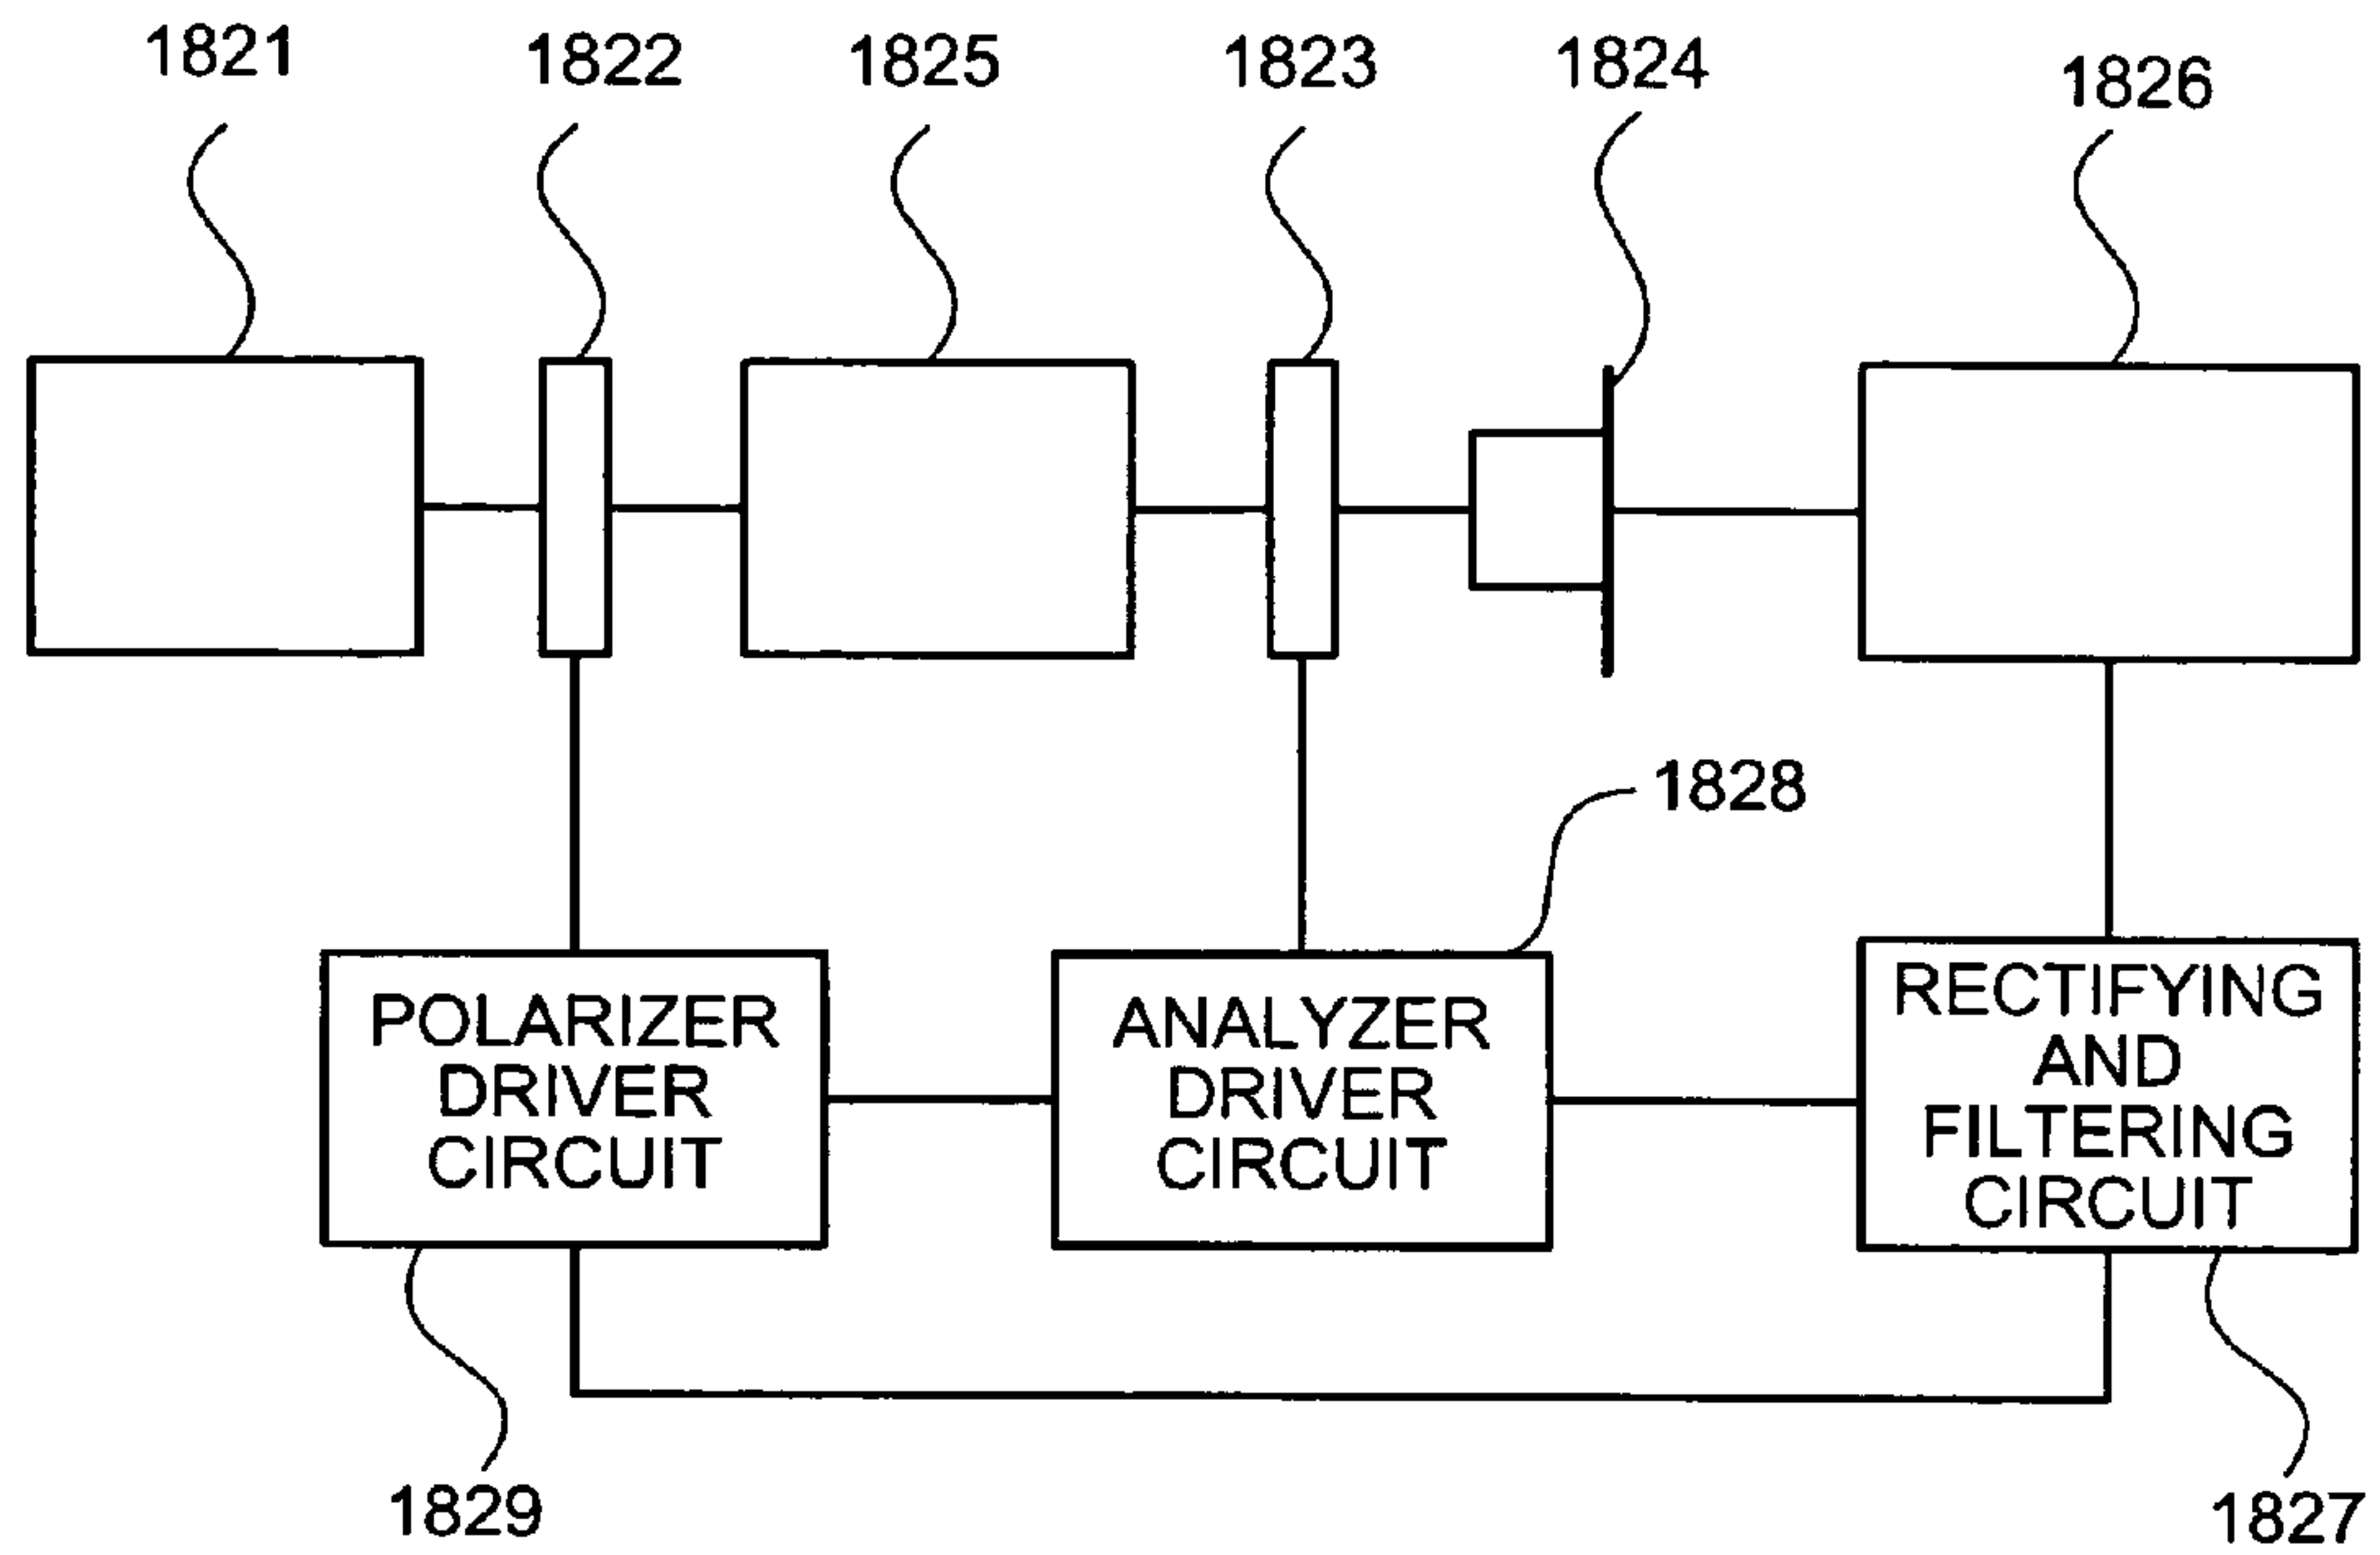 1821
1822
1825
1823
1824
1826
1828
POLARIZER
DRIVER
CIRCUIT
ANALYZER
DRIVER
CIRCUIT
RECTIFYING
AND
FILTERING
CIRCUIT
1829
1827